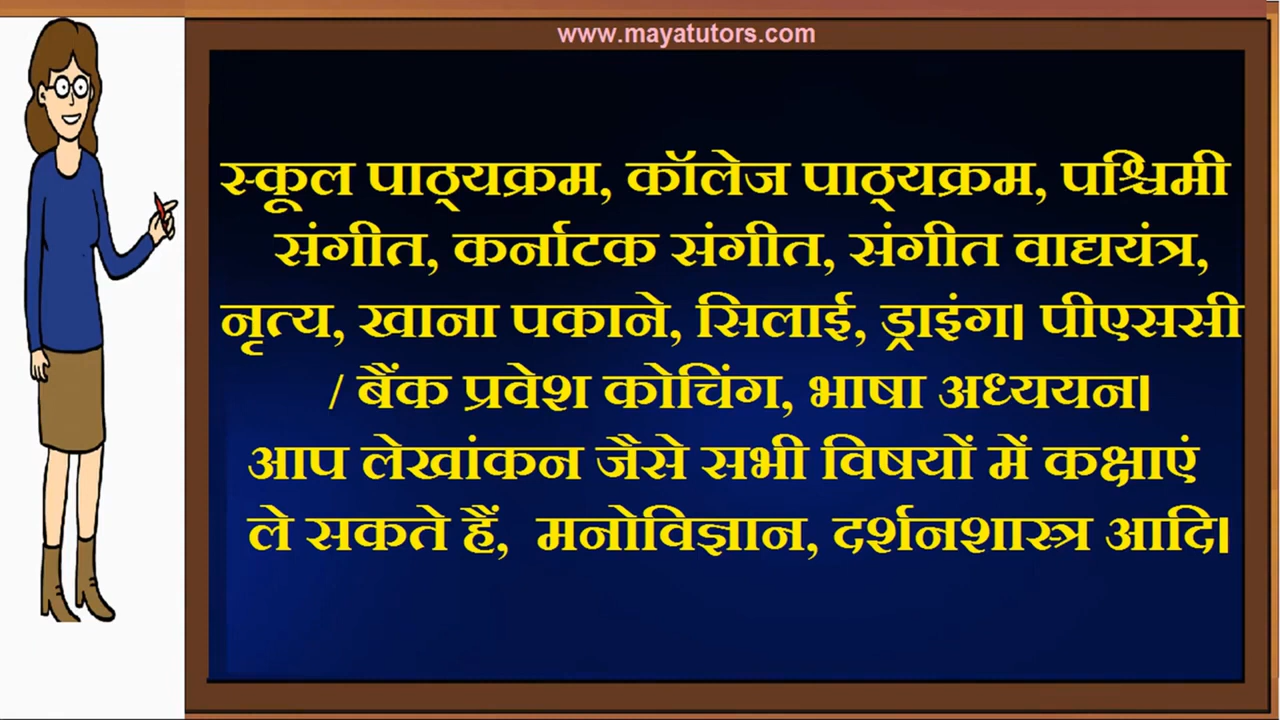 www.mayatutors.com
स्कूल पाठ्यक्रम, कॉलेज पाठ्यक्रम, पश्चिमी
संगीत, कर्नाटक संगीत, संगीत वाद्ययंत्र,
नृत्य, खाना पकाने, सिलाई, ड्राइंग। पीएससी
/ बैंक प्रवेश कोचिंग, भाषा अध्ययन।
आप लेखांकन जैसे सभी विषयों में कक्षाएं
ले सकते हैं, मनोविज्ञान, दर्शनशास्त्र आदि।